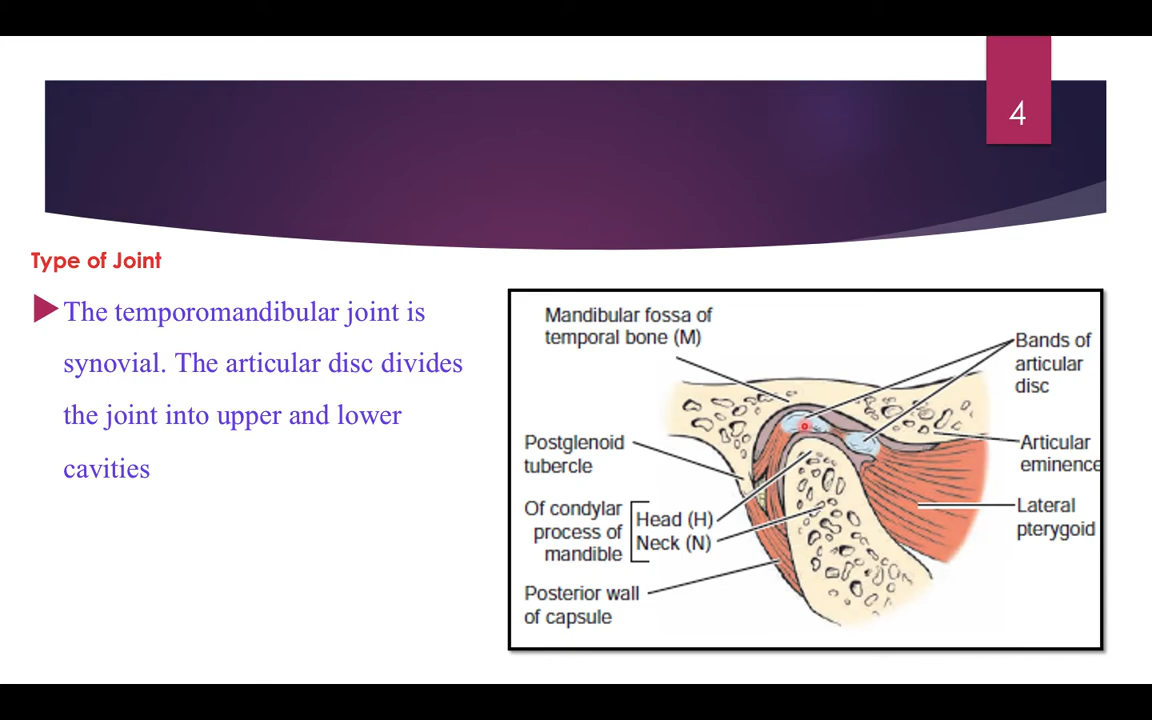 4
Type of Joint
The temporomandibular joint is
synovial. The articular disc divides
the joint into upper and lower
cavities
Mandibular fossa of
temporal bone (M)
Bands of
articular
disc
Postglenoid
tubercle
Articular
eminence
Of condylar
process of
mandible
Head (H)
Neck (N)
Lateral
pterygoid
Posterior wall
of capsule